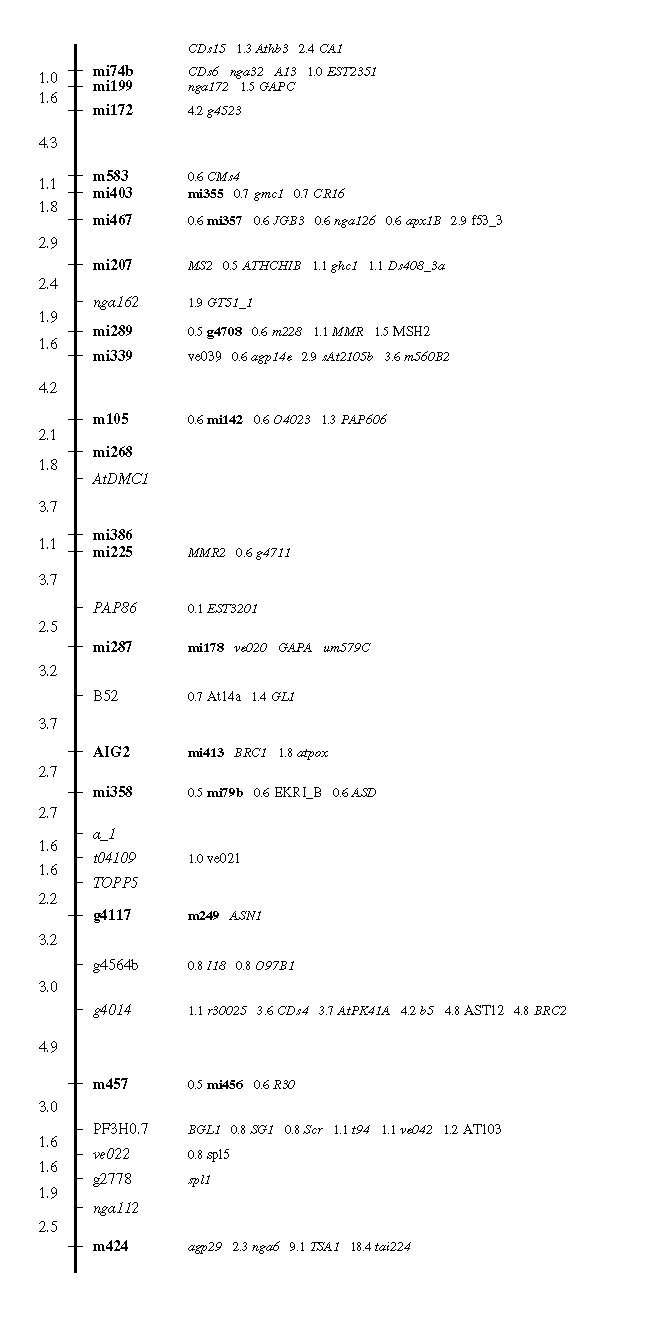 CDs15 1.3 Athb3 2.4 CA1
mi74b CDs6 nga32 A13 1.0 EST2351
1.0
mi199 nga172 1.5 GAPC
1.6
mi172 4.2 g4523
4.3
m583 0.6 CMs4
1.1
mi403 mi355 0.7 gmc1 0.7 CR16
1.8
mi467 0.6 mi357 0.6 JGB3 0.6 nga126 0.6 apx1B 2.9 f53_3
2.9
mi207 MS2 0.5 ATHCHIB 1.1 ghc1 1.1 Ds408_3a
2.4
nga162 1.9 GT51_1
1.9
mi289 0.5 g4708 0.6 m228 1.1 MMR 1.5 MSH2
1.6
mi339 ve039 0.6 agp14e 2.9 sAt2105b 3.6 m560B2
4.2
m105 0.6 mi142 0.6 O4023 1.3 PAP606
2.1
mi268
1.8
AtDMC1
3.7
mi386
1.1
mi225 MMR2 0.6 g4711
3.7
PAP86 0.1 EST3201
2.5
mi287 mi178 ve020 GAPA um579C
3.2
B52 0.7 At14a 1.4 GL1
3.7
AIG2 mi413 BRC1 1.8 atpox
2.7
mi358 0.5 mi79b 0.6 EKRI_B 0.6 ASD
2.7
a_1
1.6
t04109 1.0 ve021
1.6
TOPP5
2.2
g4117 m249 ASN1
3.2
g4564b 0.8 I18 0.8 O97B1
3.0
g4014 1.1 r30025 3.6 CDs4 3.7 AtPK41A 4.2 b5 4.8 AST12 4.8 BRC2
4.9
m457 0.5 mi456 0.6 R30
3.0
PF3H0.7 BGL1 0.8 SG1 0.8 Scr 1.1 t94 1.1 ve042 1.2 AT103
1.6
ve022 0.8 spl5
1.6
g2778 spl1
1.9
nga112
2.5
m424 agp29 2.3 nga6 9.1 TSA1 18.4 tai224